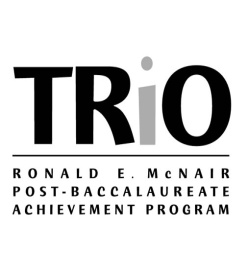 TRiO
RONALD E. McNAIR
POST-BACCALAUREATE
ACHIEVEMENT PROGRAM